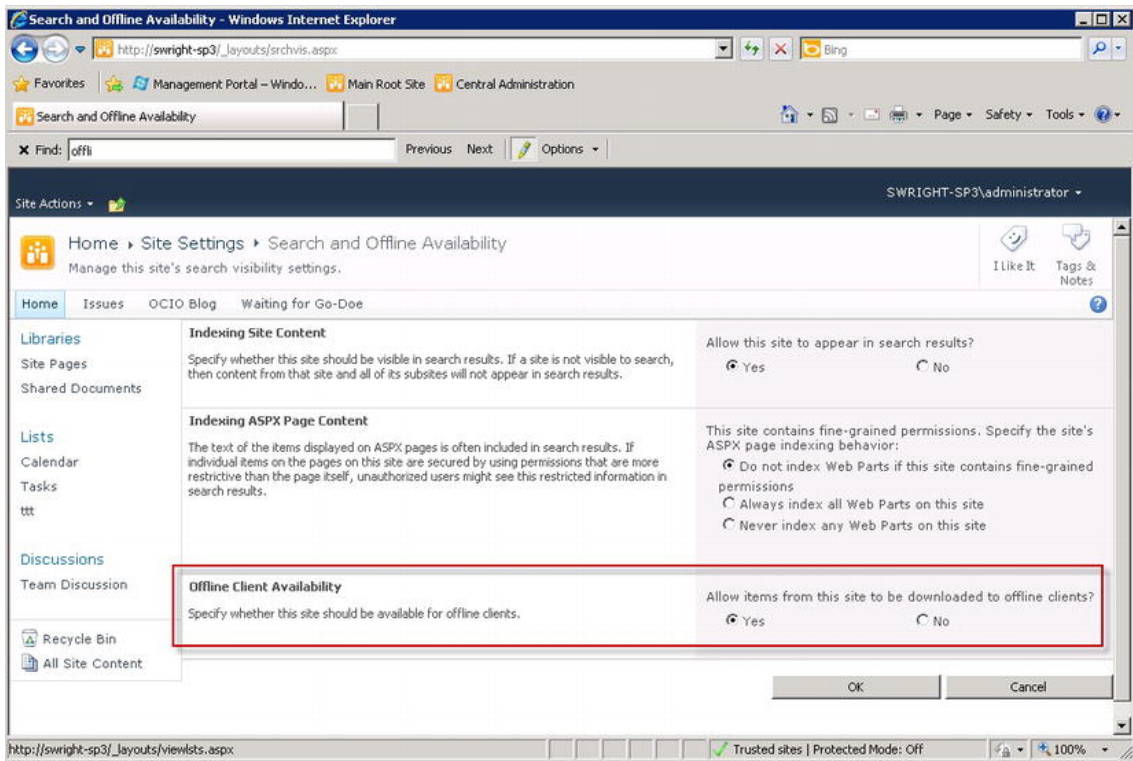 Search and Offline Availability - Windows Internet Explorer
http://swright-sp3/_layouts/srchvis.aspx
Bing
Favorites
Management Portal – Windo...
Main Root Site
Central Administration
Search and Offline Availability
Page
Safety
Tools
Find: offli
Previous
Next
Options
Site Actions
SWRIGHT-SP3\administrator
Home
Site Settings
Search and Offline Availability
Manage this site's search visibility settings.
I Like It
Tags &
Notes
Home
Issues
OCIO Blog
Waiting for Go-Doe
Libraries
Site Pages
Shared Documents
Lists
Calendar
Tasks
ttt
Discussions
Team Discussion
Recycle Bin
All Site Content
Indexing Site Content
Specify whether this site should be visible in search results. If a site is not visible to search,
then content from that site and all of its subsites will not appear in search results.
Allow this site to appear in search results?
Yes
No
Indexing ASPX Page Content
The text of the items displayed on ASPX pages is often included in search results. If
individual items on the pages on this site are secured by using permissions that are more
restrictive than the page itself, unauthorized users might see this restricted information in
search results.
This site contains fine-grained permissions. Specify the site's
ASPX page indexing behavior:
Do not index Web Parts if this site contains fine-grained
permissions
Always index all Web Parts on this site
Never index any Web Parts on this site
Offline Client Availability
Specify whether this site should be available for offline clients.
Allow items from this site to be downloaded to offline clients?
Yes
No
OK
Cancel
http://swright-sp3/_layouts/viewlsts.aspx
Trusted sites | Protected Mode: Off
100%